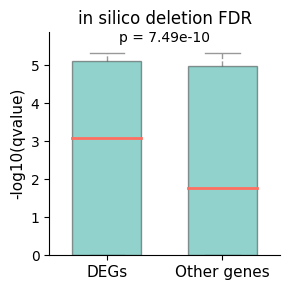 in silico deletion FDR
p = 7.49e-10
-log10(qvalue)
5
4
3
2
1
0
DEGs
Other genes